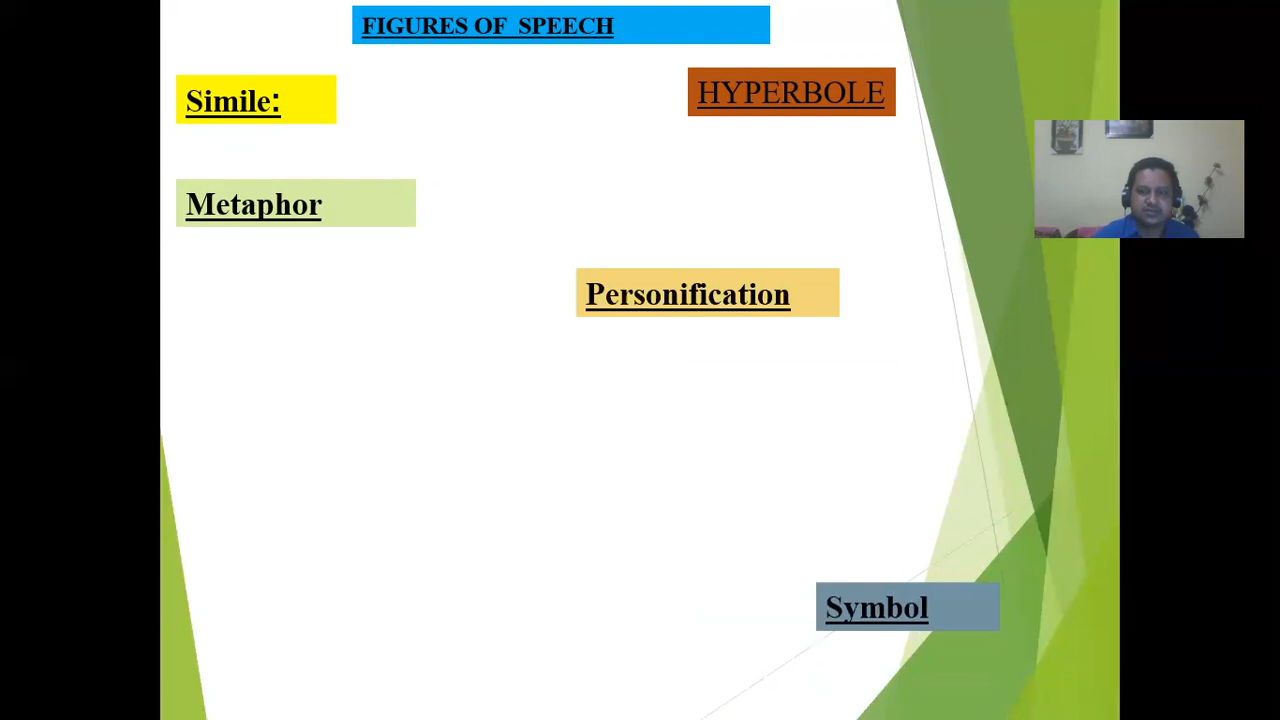 FIGURES OF SPEECH
Simile:
HYPERBOLE
Metaphor
Personification
Symbol